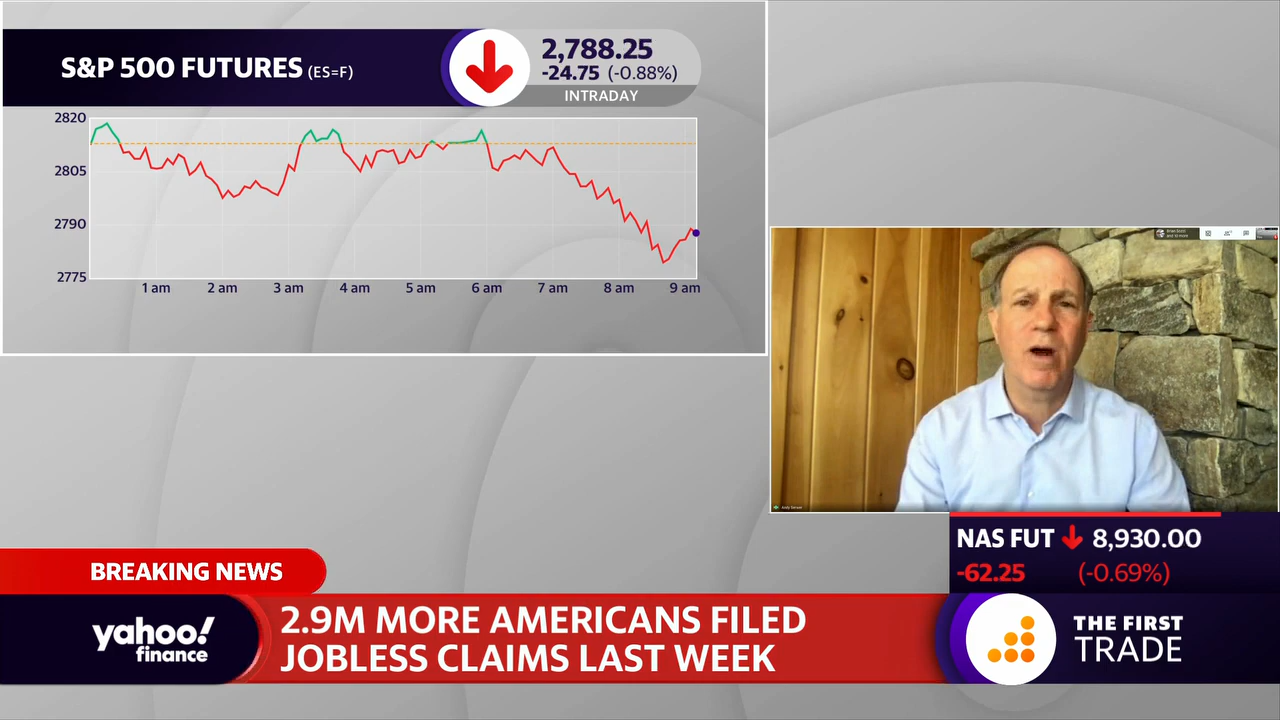 S&P 500 FUTURES (ES=F)
2,788.25
-24.75 (-0.88%)
INTRADAY
2820
2805
2790
2775
1 am 2 am 3 am 4 am 5 am 6 am 7 am 8 am 9 am
NAS FUT 8,930.00
-62.25 (-0.69%)
BREAKING NEWS
yahoo!
finance
2.9M MORE AMERICANS FILED
JOBLESS CLAIMS LAST WEEK
THE FIRST
TRADE